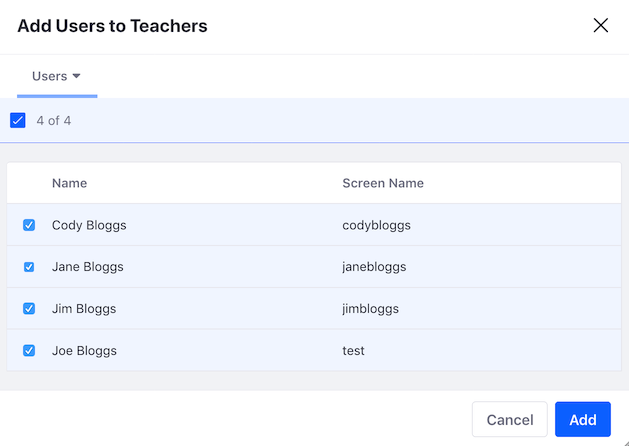 Add Users to Teachers
Users
4 of 4
Name Screen Name
Cody Bloggs codybloggs
Jane Bloggs janebloggs
Jim Bloggs jimbloggs
Joe Bloggs test
Cancel Add